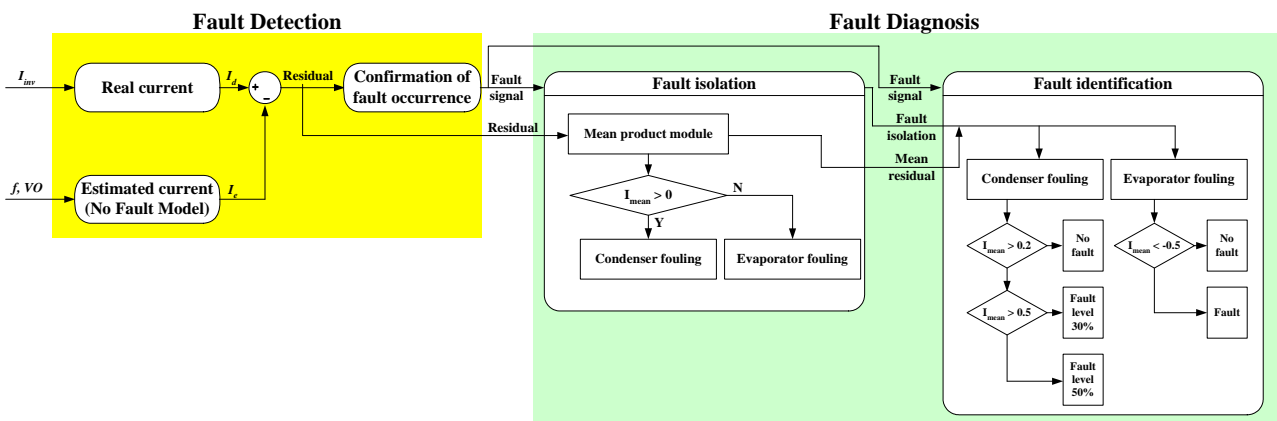 Fault Detection
Fault Diagnosis
I_inv
Real current
I_d
+
−
Residual
Confirmation of
fault occurrence
Fault
signal
f, VO
Estimated current
(No Fault Model)
I_e
Residual
Fault isolation
Mean product module
I_mean > 0
N
Y
Condenser fouling
Evaporator fouling
Fault
signal
Fault
isolation
Mean
residual
Fault identification
Condenser fouling
Evaporator fouling
I_mean > 0.2
No
fault
I_mean < -0.5
No
fault
I_mean > 0.5
Fault
level
30%
Fault
Fault
level
50%